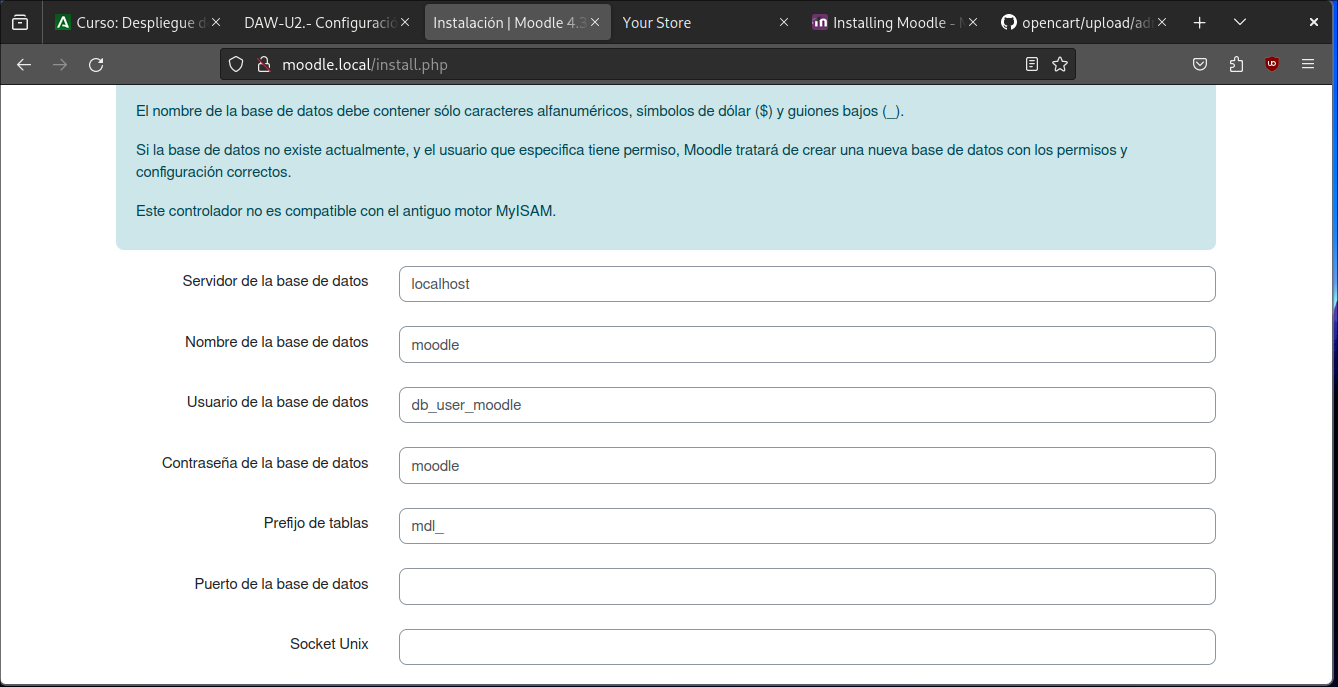 Curso: Despliegue d
DAW-U2.- Configuració
Instalación | Moodle 4.3
Your Store
Installing Moodle - M
opencart/upload/adm
moodle.local/install.php
El nombre de la base de datos debe contener sólo caracteres alfanuméricos, símbolos de dólar ($) y guiones bajos (_).
Si la base de datos no existe actualmente, y el usuario que especifica tiene permiso, Moodle tratará de crear una nueva base de datos con los permisos y
configuración correctos.
Este controlador no es compatible con el antiguo motor MyISAM.
Servidor de la base de datos
localhost
Nombre de la base de datos
moodle
Usuario de la base de datos
db_user_moodle
Contraseña de la base de datos
moodle
Prefijo de tablas
mdl_
Puerto de la base de datos
Socket Unix